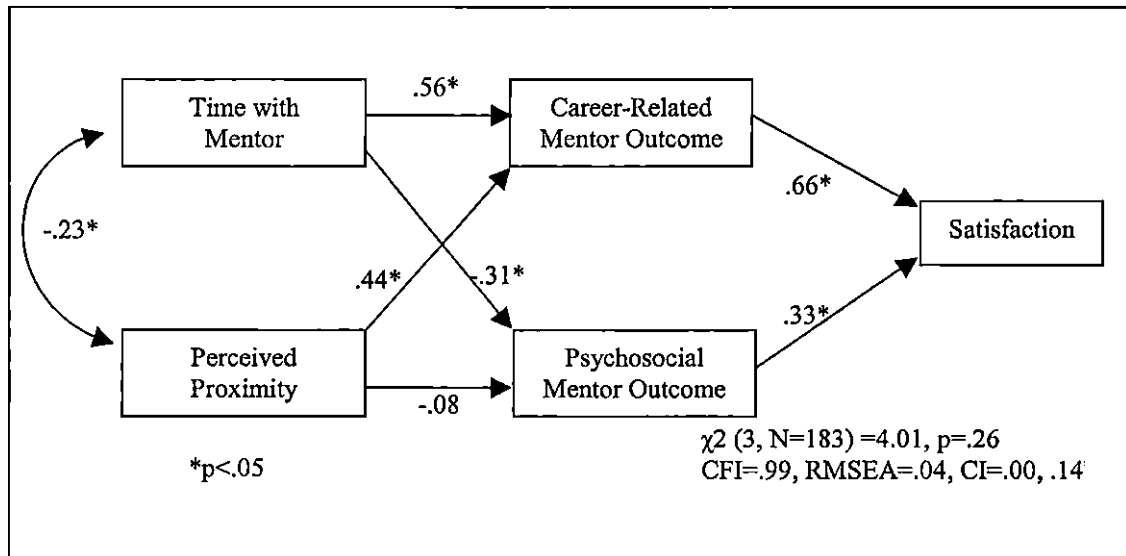 Time with
Mentor
.56*
Career-Related
Mentor Outcome
.66*
-.23*
Satisfaction
.44*
-.31*
.33*
Perceived
Proximity
-.08
Psychosocial
Mentor Outcome
χ2 (3, N=183) =4.01, p=.26
*p<.05
CFI=.99, RMSEA=.04, CI=.00, .14